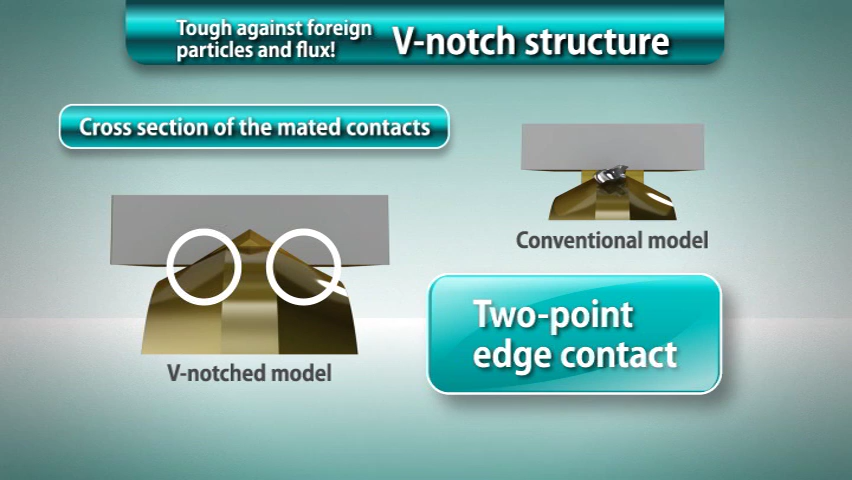 Tough against foreign
particles and flux!
V-notch structure
Cross section of the mated contacts
Conventional model
V-notched model
Two-point
edge contact